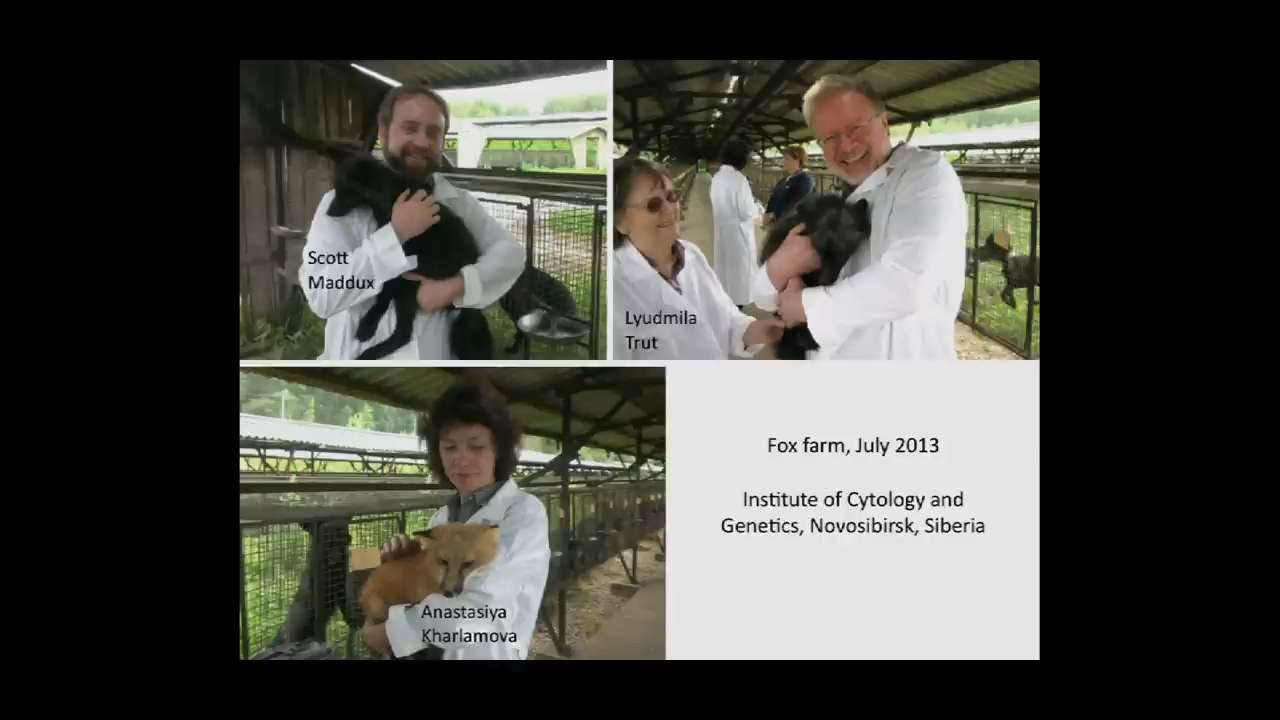 Scott
Maddux
Lyudmila
Trut
Anastasiya
Kharlamova
Fox farm, July 2013
Institute of Cytology and
Genetics, Novosibirsk, Siberia